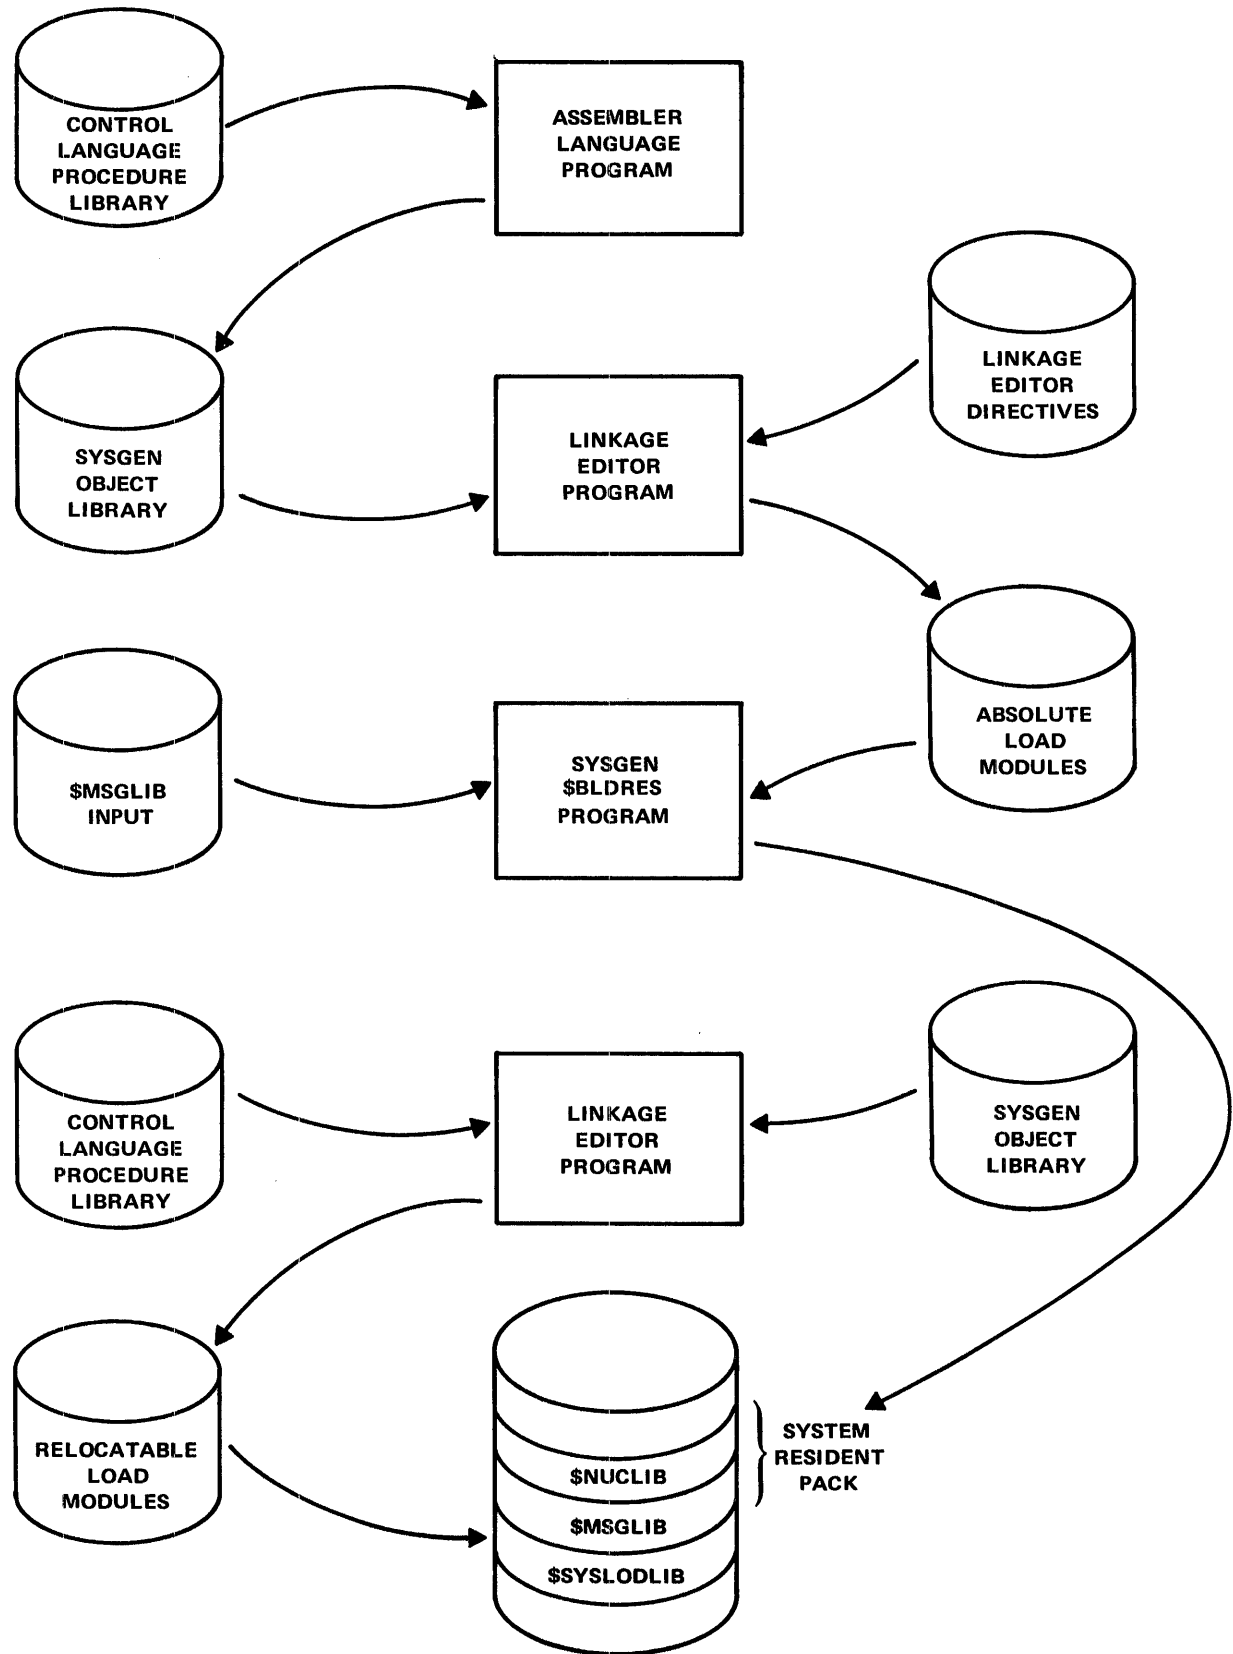 CONTROL
LANGUAGE
PROCEDURE
LIBRARY
ASSEMBLER
LANGUAGE
PROGRAM
LINKAGE
EDITOR
DIRECTIVES
SYSGEN
OBJECT
LIBRARY
LINKAGE
EDITOR
PROGRAM
ABSOLUTE
LOAD
MODULES
$MSGLIB
INPUT
SYSGEN
$BLDRES
PROGRAM
CONTROL
LANGUAGE
PROCEDURE
LIBRARY
LINKAGE
EDITOR
PROGRAM
SYSGEN
OBJECT
LIBRARY
RELOCATABLE
LOAD
MODULES
$NUCLIB
$MSGLIB
$SYSLODLIB
SYSTEM
RESIDENT
PACK